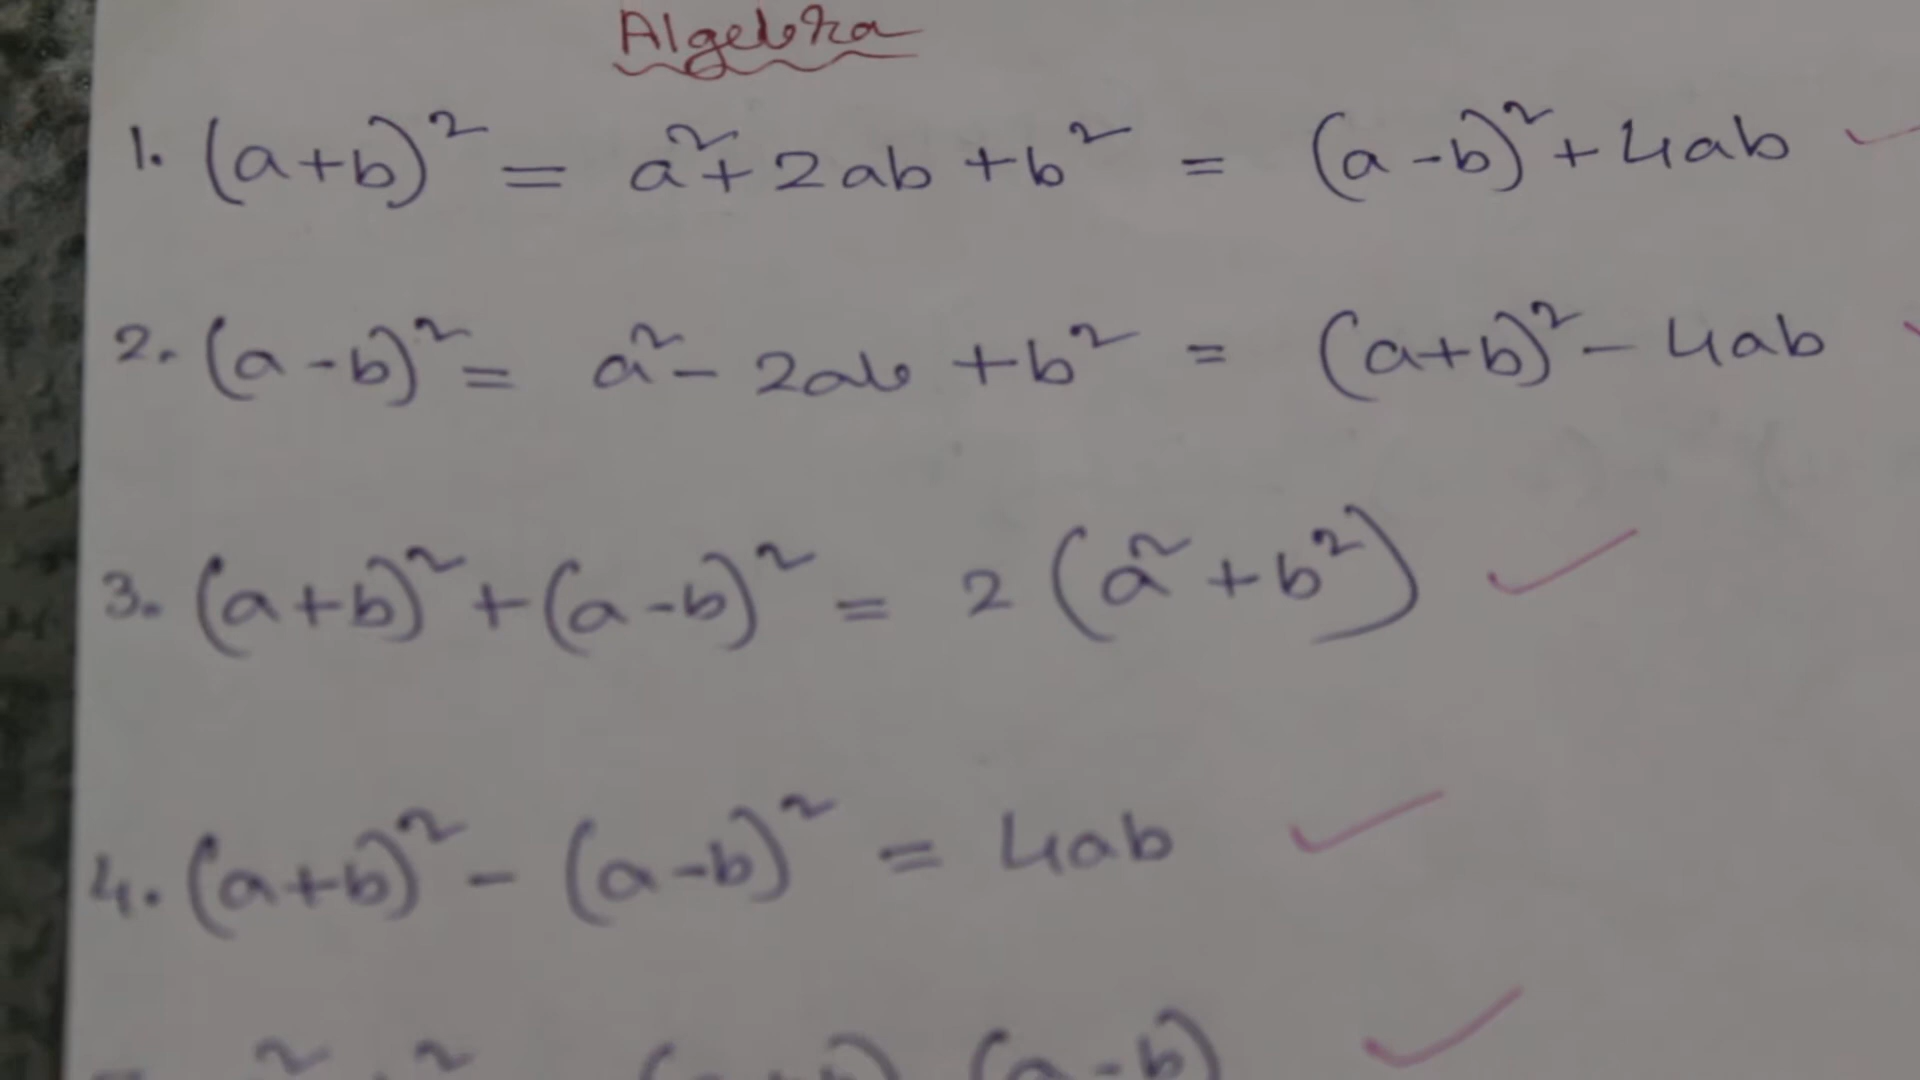 Algebra
1. (a+b)² = a²+2ab+b² = (a-b)²+4ab
2. (a-b)² = a²-2ab+b² = (a+b)²-4ab
3. (a+b)²+(a-b)² = 2(a²+b²)
4. (a+b)²-(a-b)² = 4ab
(a-b)